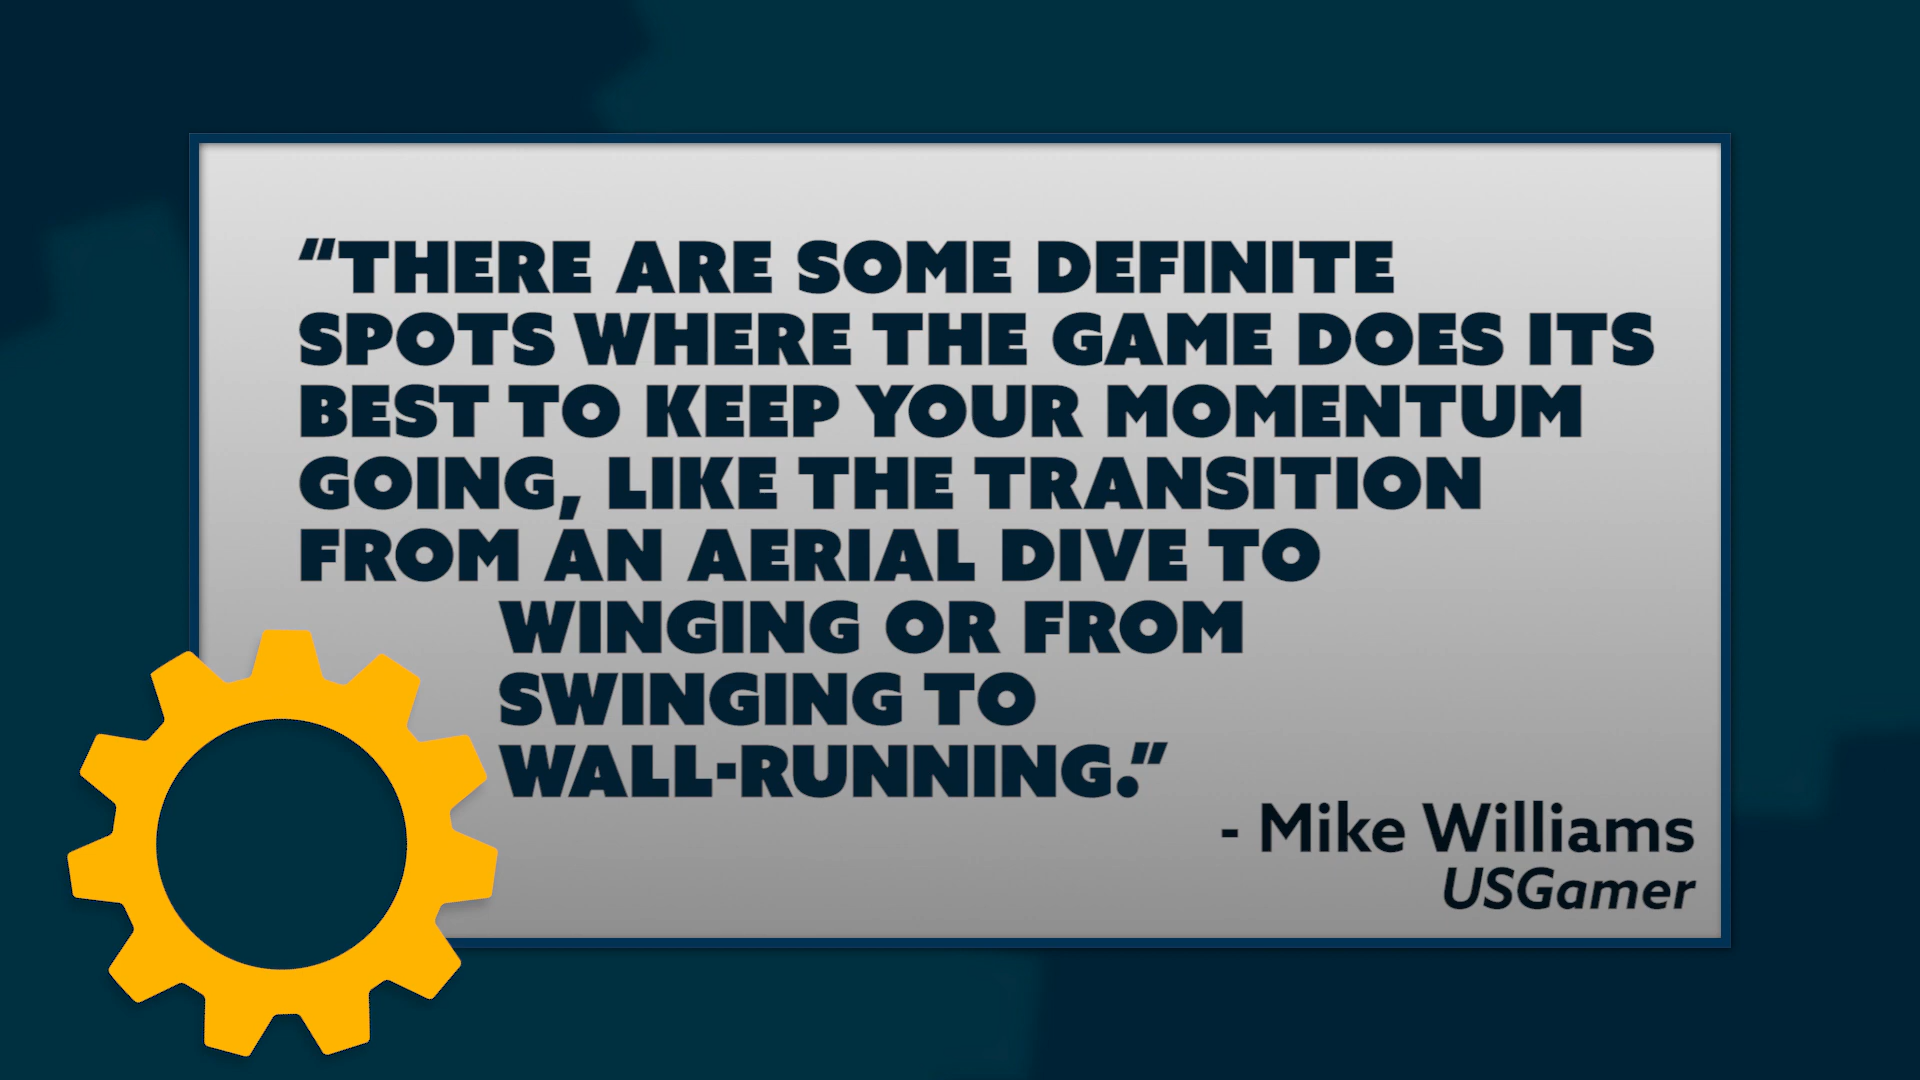 “THERE ARE SOME DEFINITE
SPOTS WHERE THE GAME DOES ITS
BEST TO KEEP YOUR MOMENTUM
GOING, LIKE THE TRANSITION
FROM AN AERIAL DIVE TO
WINGING OR FROM
SWINGING TO
WALL-RUNNING.”
- Mike Williams
USGamer